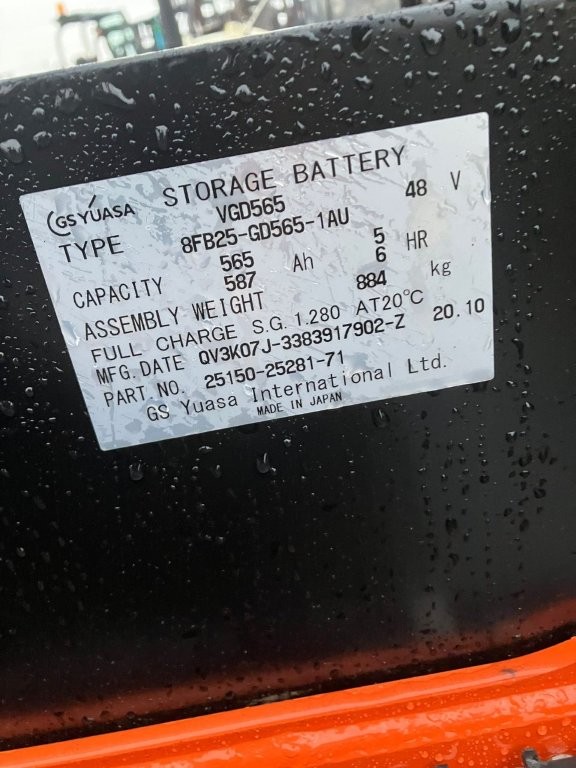 GS YUASA STORAGE BATTERY
VGD565 48 V
TYPE 8FB25-GD565-1AU
CAPACITY 565 Ah 5 HR
587 6
ASSEMBLY WEIGHT 884 kg
FULL CHARGE S.G. 1.280 AT20°C
MFG. DATE QV3K07J-3383917902-Z 20.10
PART. NO. 25150-25281-71
GS Yuasa International Ltd.
MADE IN JAPAN